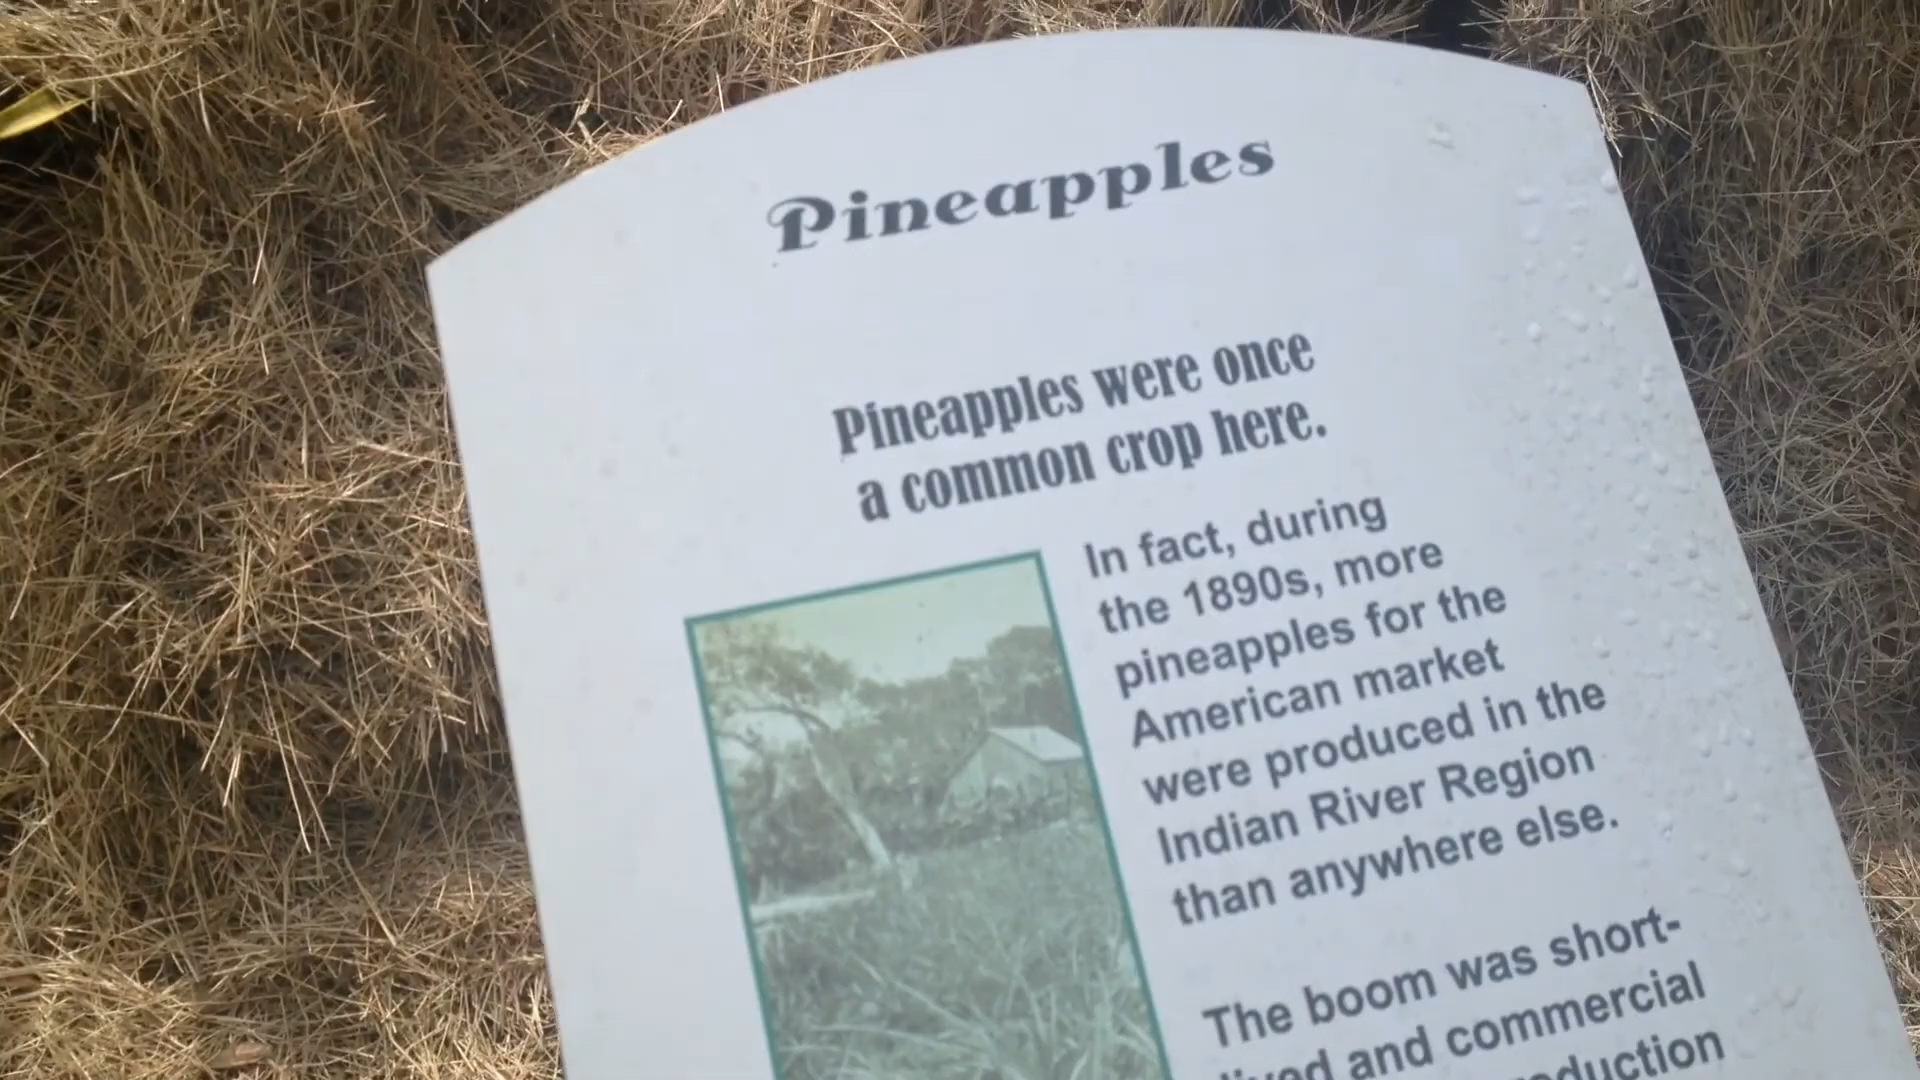 Pineapples
Pineapples were once
a common crop here.
In fact, during
the 1890s, more
pineapples for the
American market
were produced in the
Indian River Region
than anywhere else.
The boom was short-
lived and commercial